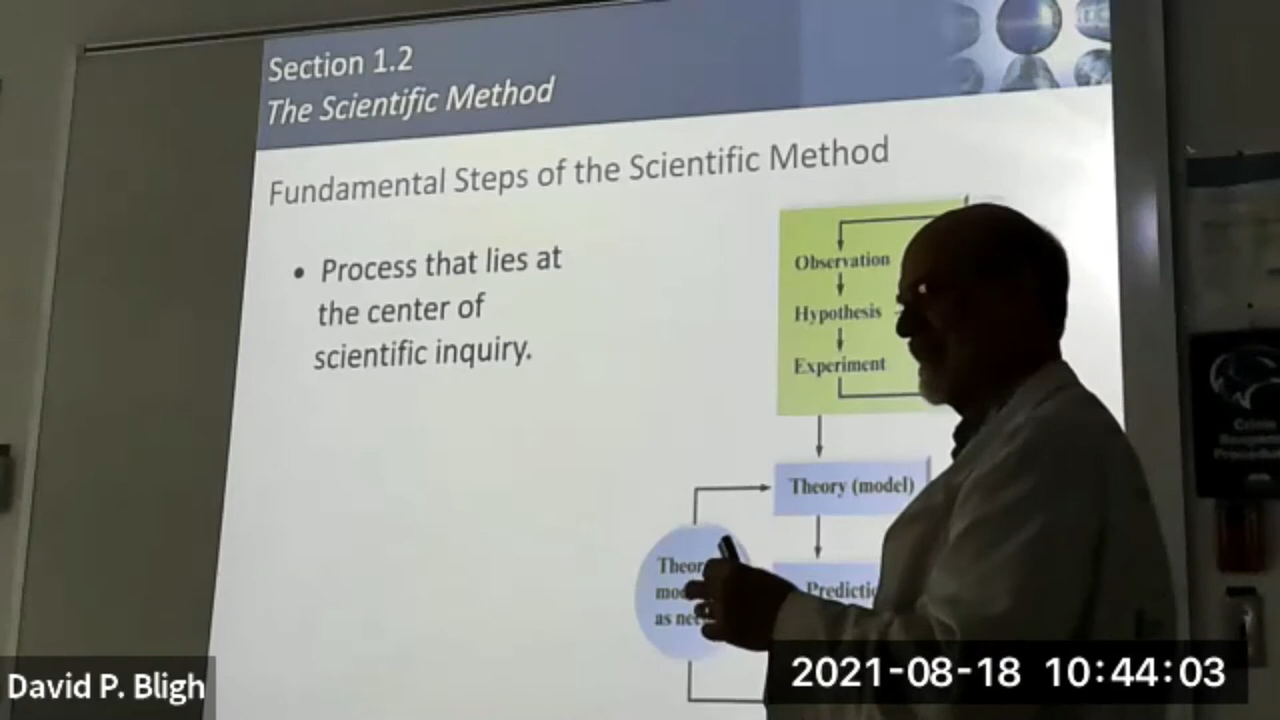 Section 1.2
The Scientific Method
Fundamental Steps of the Scientific Method
• Process that lies at
the center of
scientific inquiry.
Observation
Hypothesis
Experiment
Theory (model)
as
David P. Bligh
2021-08-18 10:44:03